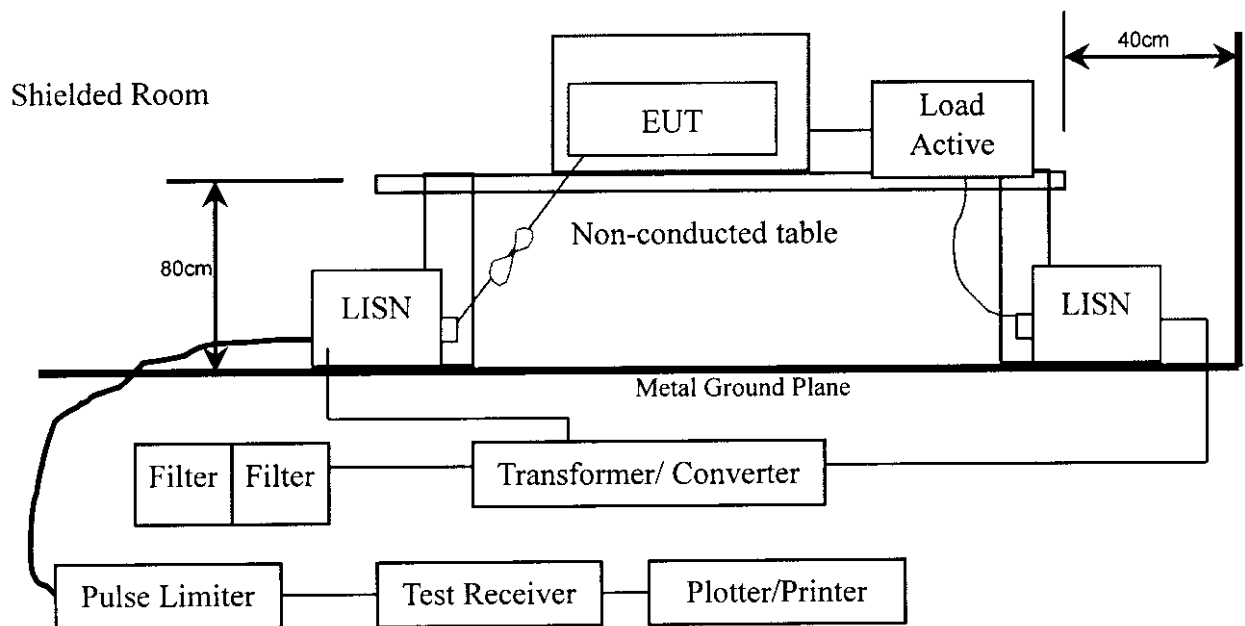 40cm
Shielded Room
EUT
Load
Active
Non-conducted table
80cm
LISN
LISN
Metal Ground Plane
Filter
Filter
Transformer/ Converter
Pulse Limiter
Test Receiver
Plotter/Printer